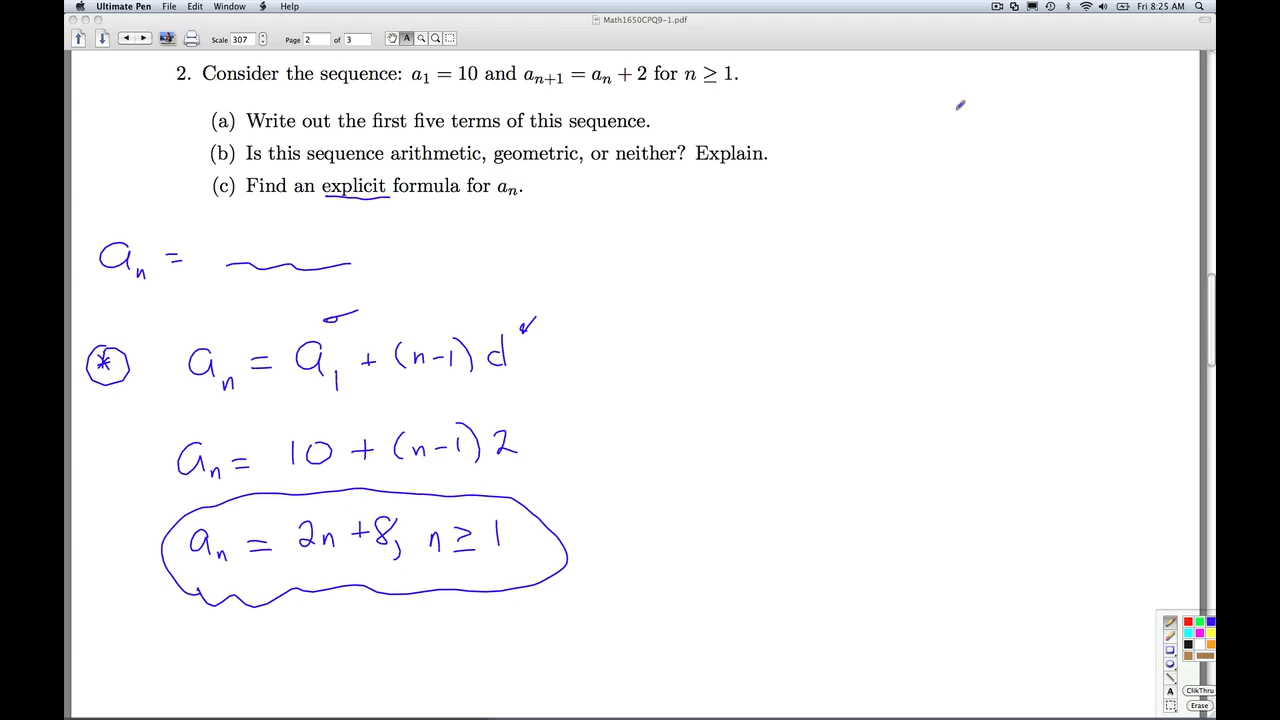 Ultimate Pen File Edit Window Help Fri 8:25 AM
Math1650CPQ9-1.pdf
Scale 307 Page 2 of 3 A
2. Consider the sequence: a₁ = 10 and aₙ₊₁ = aₙ + 2 for n ≥ 1.
(a) Write out the first five terms of this sequence.
(b) Is this sequence arithmetic, geometric, or neither? Explain.
(c) Find an explicit formula for aₙ.
aₙ =
* aₙ = a₁ + (n-1) d
aₙ = 10 + (n-1) 2
aₙ = 2n + 8, n ≥ 1
A
ClikThru
Erase